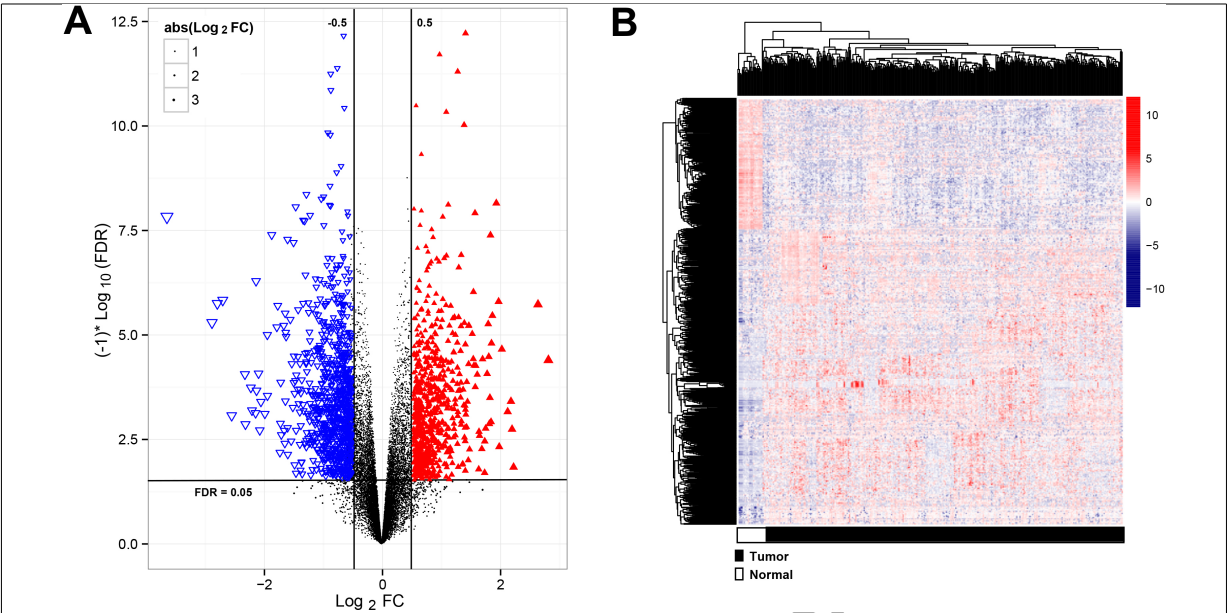 A
B
-0.5
0.5
abs(Log 2 FC)
1
2
3
12.5
10.0
7.5
5.0
2.5
0.0
(-1)* Log 10 (FDR)
FDR = 0.05
−2
0
2
Log 2 FC
10
5
0
−5
−10
Tumor
Normal